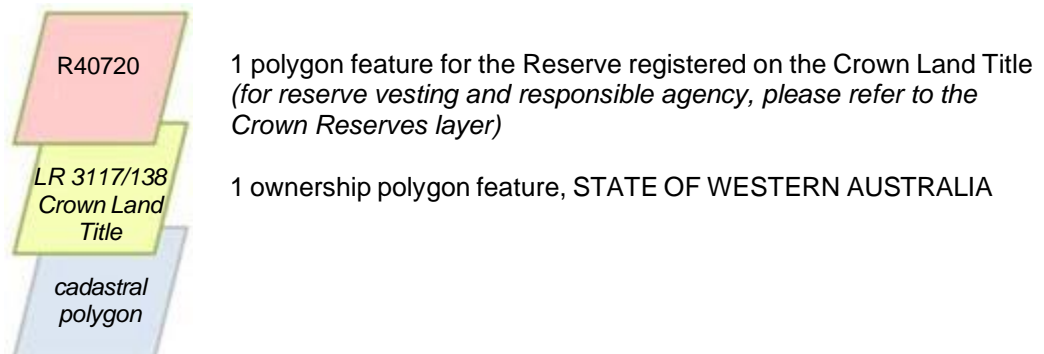 R40720
1 polygon feature for the Reserve registered on the Crown Land Title
(for reserve vesting and responsible agency, please refer to the
Crown Reserves layer)
LR 3117/138
Crown Land
Title
1 ownership polygon feature, STATE OF WESTERN AUSTRALIA
cadastral
polygon